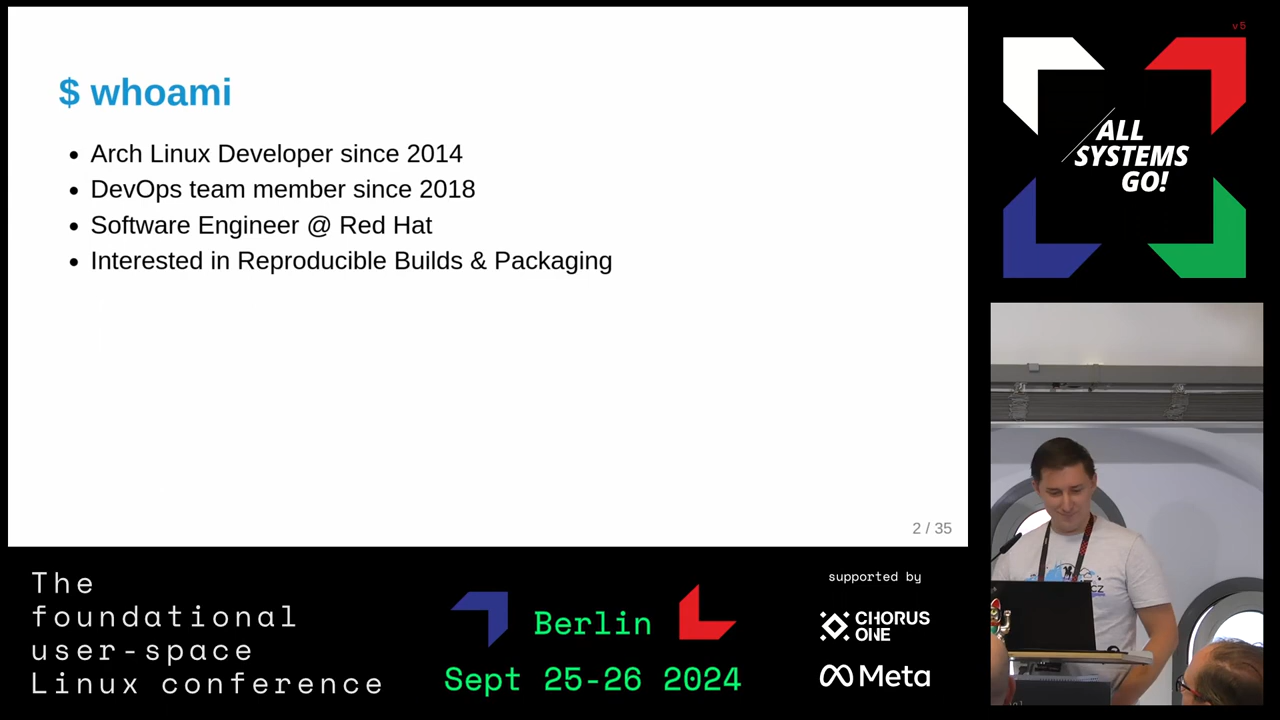 $ whoami
Arch Linux Developer since 2014
DevOps team member since 2018
Software Engineer @ Red Hat
Interested in Reproducible Builds & Packaging
2 / 35
v5
ALL
SYSTEMS
GO!
The
foundational
user-space
Linux conference
Berlin
Sept 25-26 2024
supported by
CHORUS
ONE
Meta